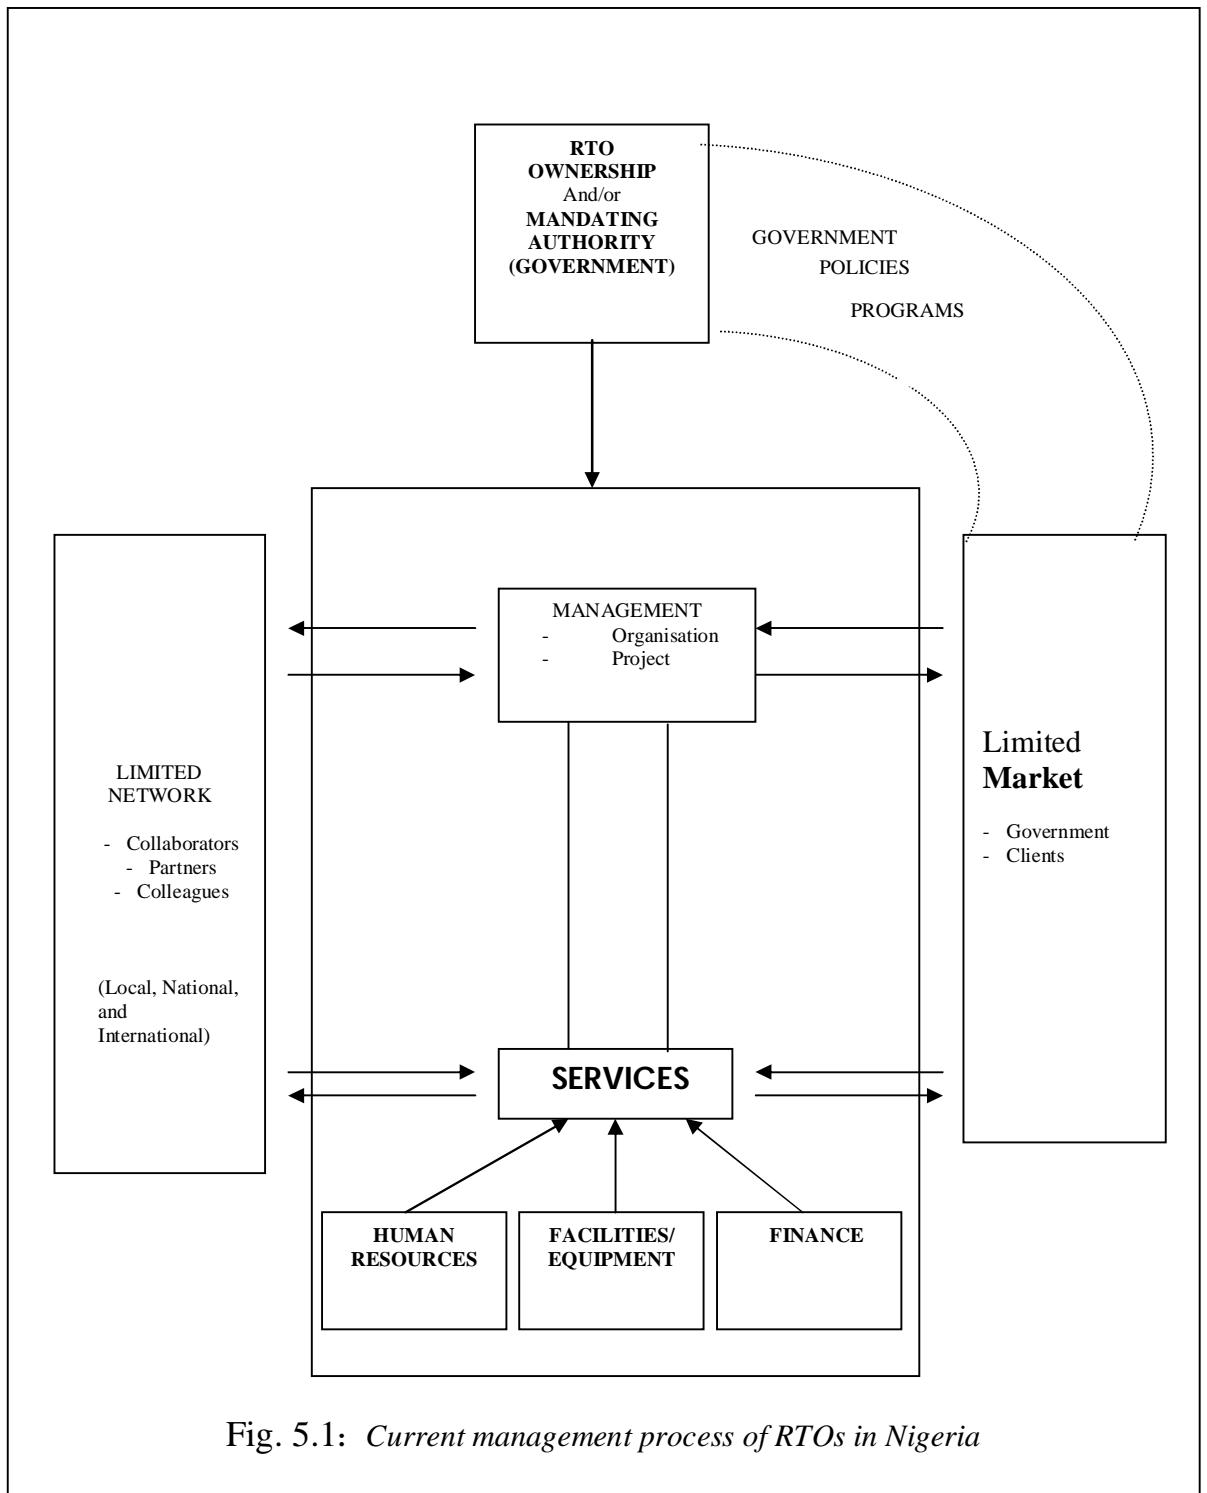 RTO
OWNERSHIP
And/or
MANDATING
AUTHORITY
(GOVERNMENT)
GOVERNMENT
POLICIES
PROGRAMS
MANAGEMENT
- Organisation
- Project
LIMITED
NETWORK
- Collaborators
- Partners
- Colleagues
(Local, National,
and
International)
Limited
Market
- Government
- Clients
SERVICES
HUMAN
RESOURCES
FACILITIES/
EQUIPMENT
FINANCE
Fig. 5.1: Current management process of RTOs in Nigeria